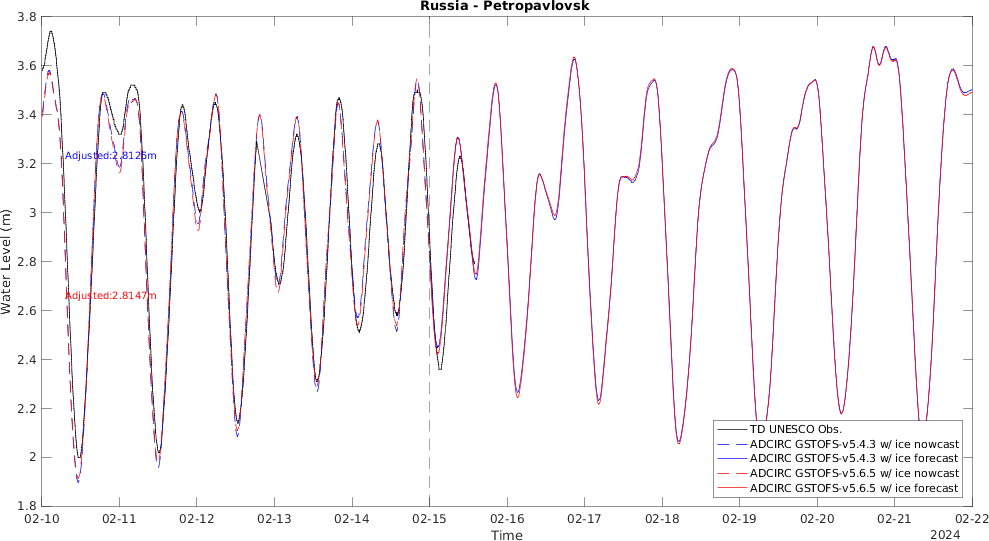 Russia - Petropavlovsk
3.8
3.6
3.4
3.2
3
2.8
2.6
2.4
2.2
2
1.8
Water Level (m)
Adjusted:2.8125m
Adjusted:2.8147m
TD UNESCO Obs.
ADCIRC GSTOFS-v5.4.3 w/ ice nowcast
ADCIRC GSTOFS-v5.4.3 w/ ice forecast
ADCIRC GSTOFS-v5.6.5 w/ ice nowcast
ADCIRC GSTOFS-v5.6.5 w/ ice forecast
02-10 02-11 02-12 02-13 02-14 02-15 02-16 02-17 02-18 02-19 02-20 02-21 02-22
Time
2024